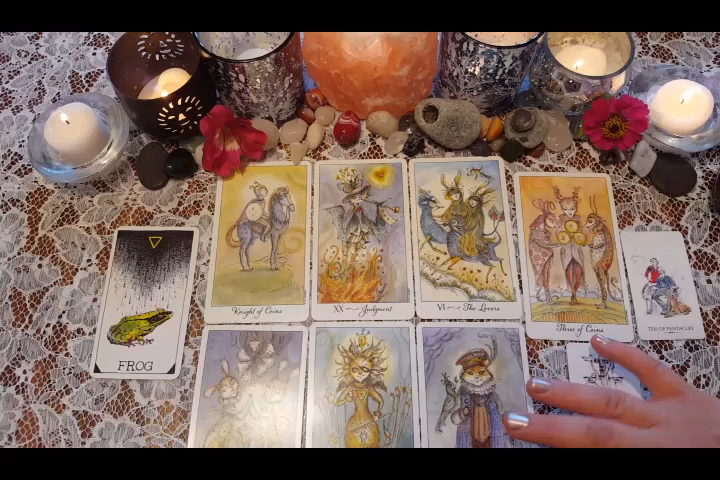 Knight of Coins
XX Judgment
VI The Lovers
Three of Coins
TEN OF PENTACLES
FROG